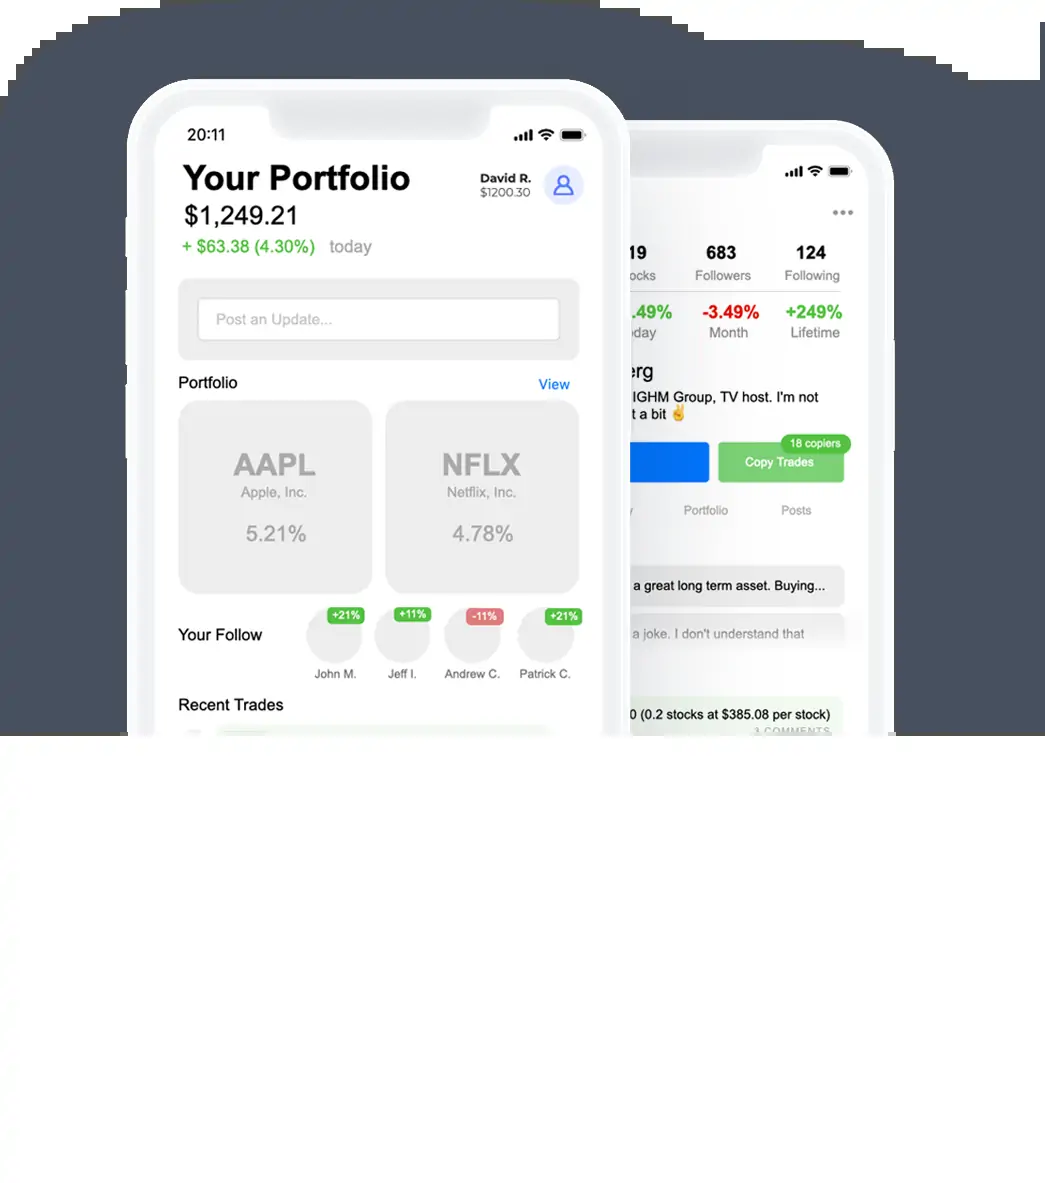 20:11
Your Portfolio
David R.
$1200.30
$1,249.21
+ $63.38 (4.30%) today
Post an Update...
Portfolio
View
AAPL
Apple, Inc.
5.21%
NFLX
Netflix, Inc.
4.78%
Your Follow
+21%
+11%
-11%
+21%
John M.
Jeff I.
Andrew C.
Patrick C.
Recent Trades
683
124
Followers
Following
.49%
-3.49%
+249%
Month
Lifetime
IGHM Group, TV host. I'm not
t a bit ✌️
18 copiers
Copy Trades
Portfolio
Posts
a great long term asset. Buying...
a joke. I don't understand that
0 (0.2 stocks at $385.08 per stock)
3 COMMENTS